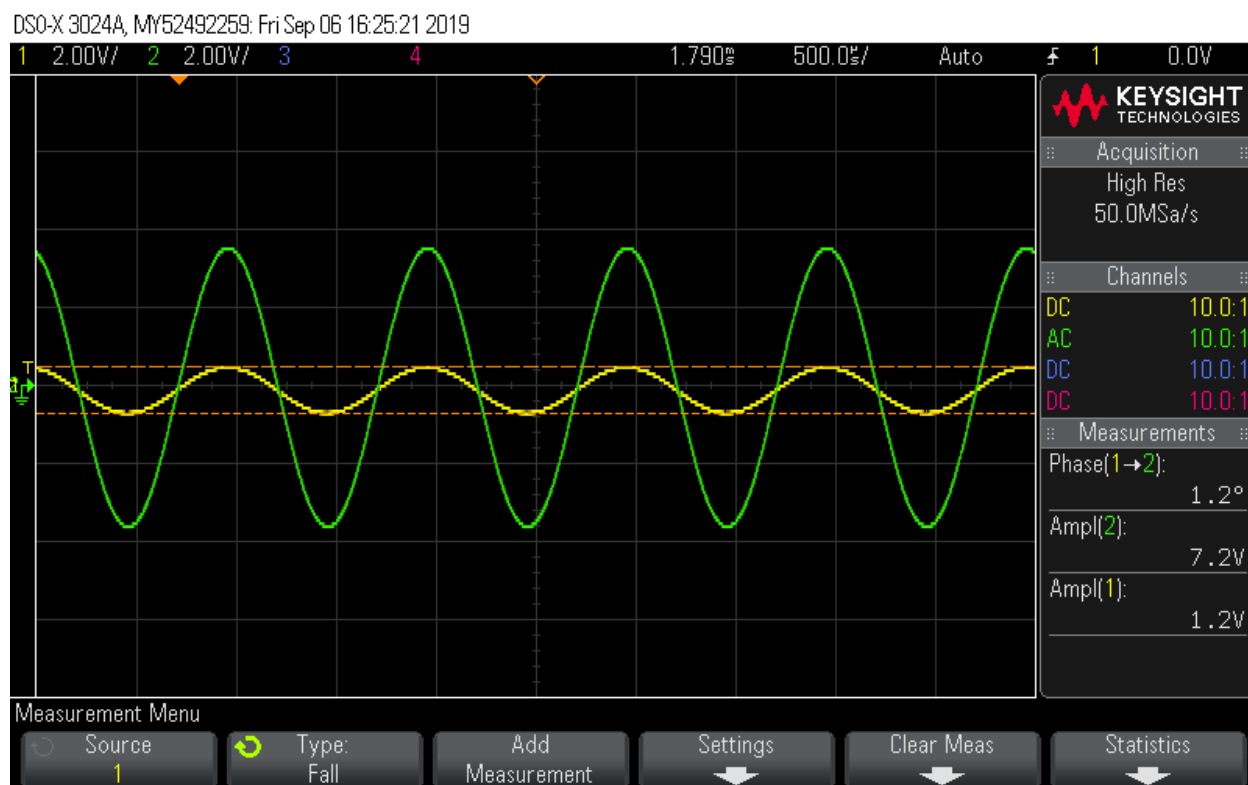 DSO-X 3024A, MY52492259: Fri Sep 06 16:25:21 2019
1 2.00V/ 2 2.00V/ 3 4 1.790ms 500.0µs/ Auto 1 0.0V
KEYSIGHT
TECHNOLOGIES
Acquisition
High Res
50.0MSa/s
Channels
DC 10.0:1
AC 10.0:1
DC 10.0:1
DC 10.0:1
T
Measurements
Phase(1→2):
1.2°
Ampl(2):
7.2V
Ampl(1):
1.2V
Measurement Menu
Source
1
Type:
Fall
Add
Measurement
Settings
Clear Meas
Statistics